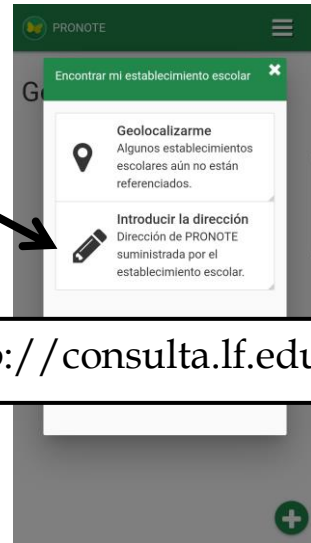 PRONOTE
Encontrar mi establecimiento escolar
Geolocalizarme
Algunos establecimientos
escolares aún no están
referenciados.
Introducir la dirección
Dirección de PRONOTE
suministrada por el
establecimiento escolar.
://consulta.lf.edu